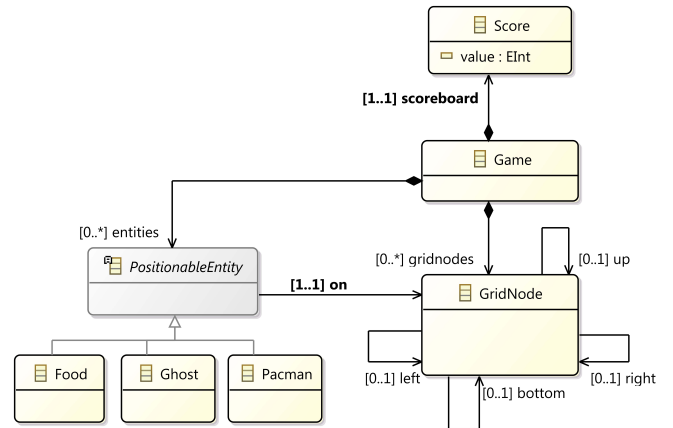 Score
value : EInt
[1..1] scoreboard
Game
[0..*] entities
[0..*] gridnodes
[0..1] up
PositionableEntity
[1..1] on
GridNode
Food
Ghost
Pacman
[0..1] left
[0..1] right
[0..1] bottom